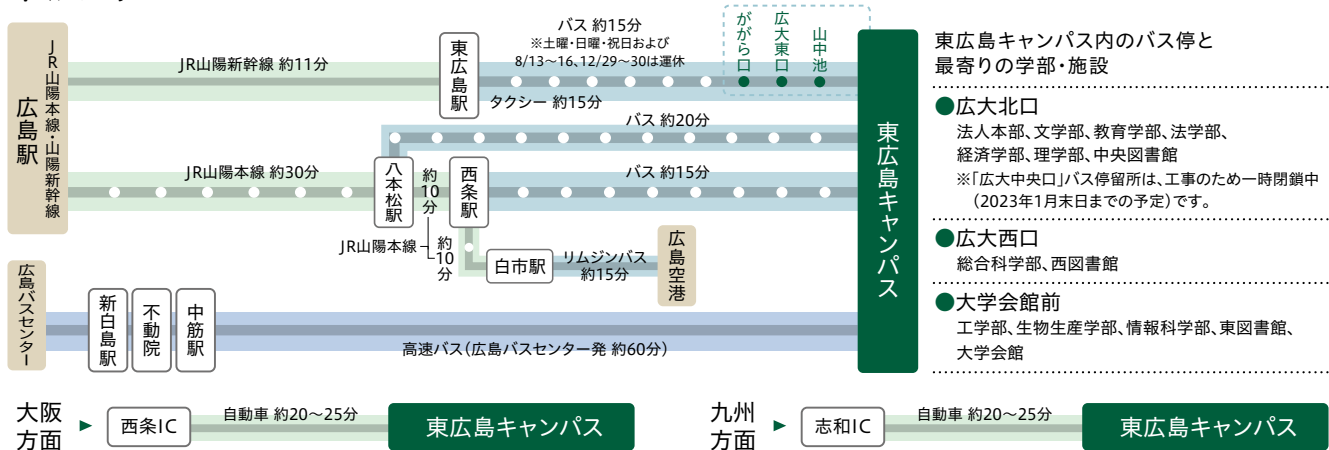 JR山陽本線・山陽新幹線
広島駅
JR山陽新幹線 約11分
東広島駅
バス 約15分
※土曜・日曜・祝日および
8/13～16、12/29～30は運休
タクシー 約15分
ががら口
広大東口
山中池
バス 約20分
JR山陽本線 約30分
八本松駅
約10分
西条駅
バス 約15分
JR山陽本線
約10分
白市駅
リムジンバス
約15分
広島空港
東広島キャンパス
広島バスセンター
新白島駅
不動院
中筋駅
高速バス(広島バスセンター発 約60分)
東広島キャンパス内のバス停と
最寄りの学部・施設
●広大北口
法人本部、文学部、教育学部、法学部、
経済学部、理学部、中央図書館
※「広大中央口」バス停留所は、工事のため一時閉鎖中
(2023年1月末日までの予定)です。
●広大西口
総合科学部、西図書館
●大学会館前
工学部、生物生産学部、情報科学部、東図書館、
大学会館
大阪
方面
西条IC
自動車 約20～25分
東広島キャンパス
九州
方面
志和IC
自動車 約20～25分
東広島キャンパス